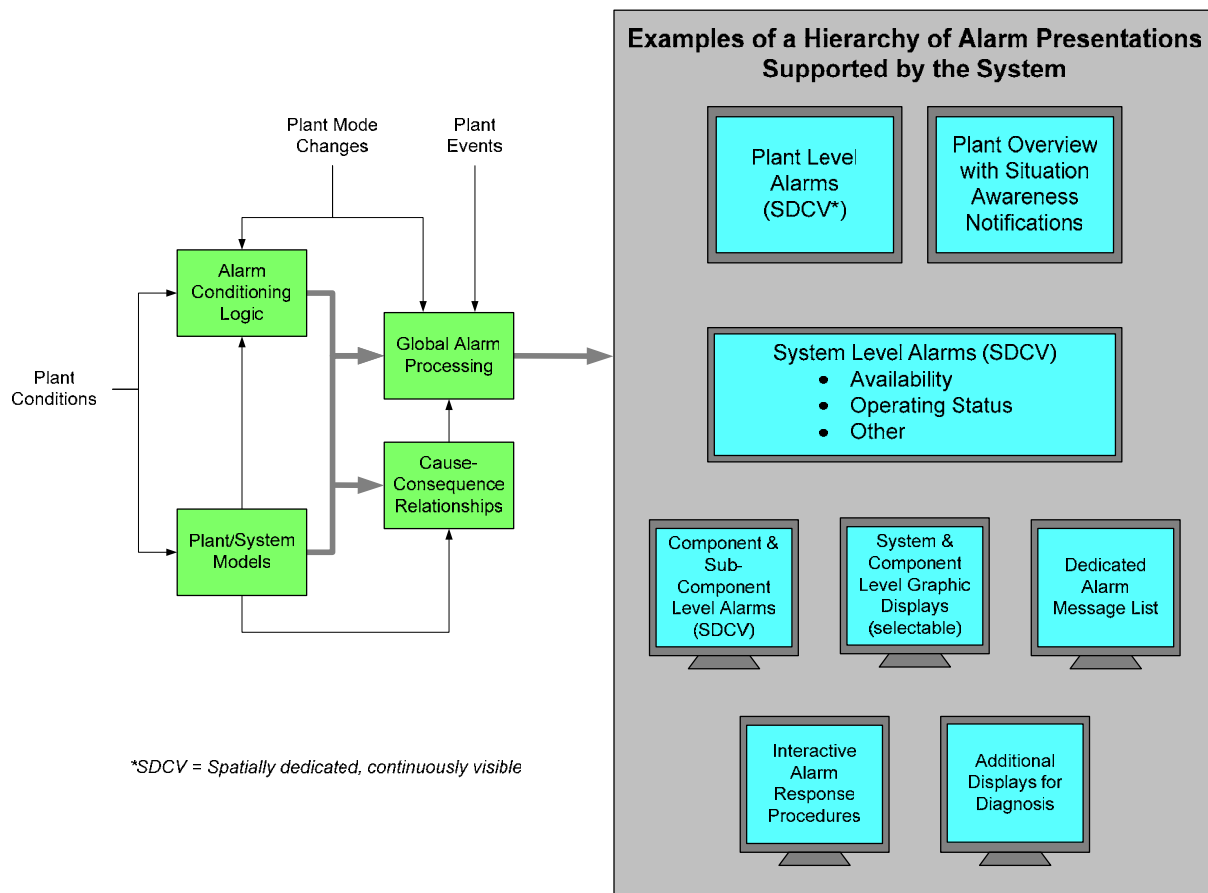 Examples of a Hierarchy of Alarm Presentations
Supported by the System
Plant Mode
Changes
Plant
Events
Plant Level
Alarms
(SDCV*)
Plant Overview
with Situation
Awareness
Notifications
Alarm
Conditioning
Logic
Global Alarm
Processing
System Level Alarms (SDCV)
● Availability
● Operating Status
● Other
Plant
Conditions
Cause-
Consequence
Relationships
Plant/System
Models
Component &
Sub-
Component
Level Alarms
(SDCV)
System &
Component
Level Graphic
Displays
(selectable)
Dedicated
Alarm
Message List
*SDCV = Spatially dedicated, continuously visible
Interactive
Alarm
Response
Procedures
Additional
Displays for
Diagnosis